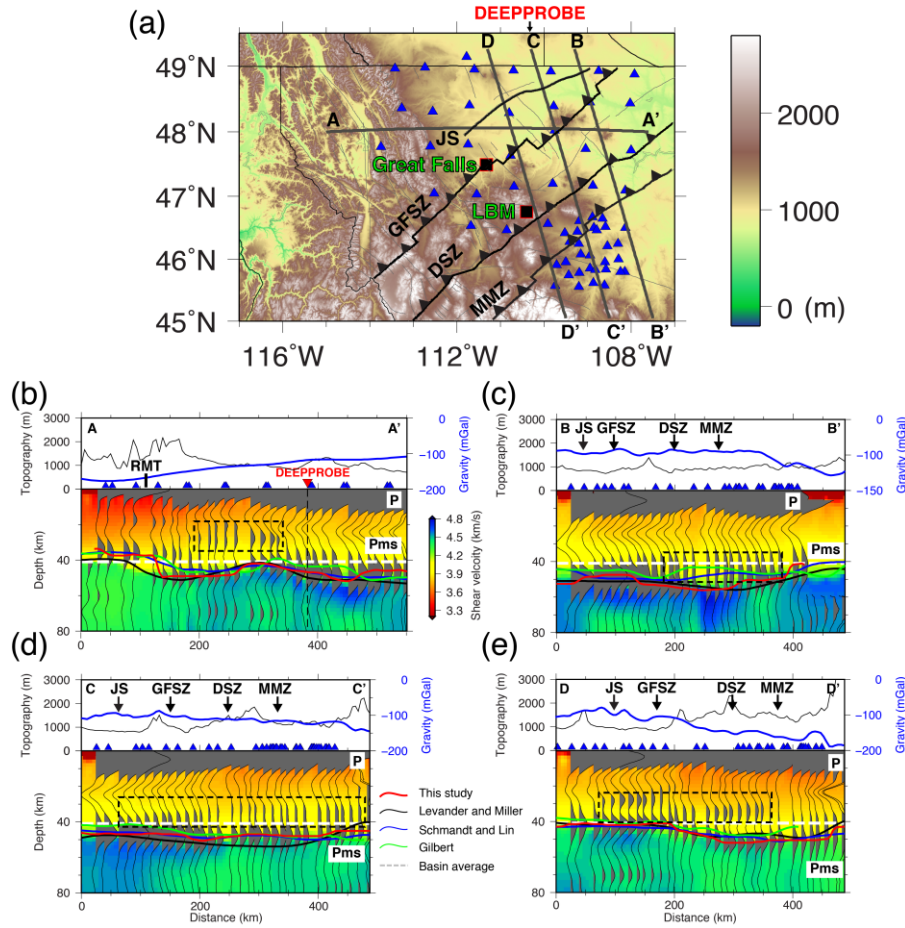 (a)
DEEPPROBE
D C B
49°N
48°N
47°N
46°N
45°N
A A'
JS
Great Falls
LBM
GFSZ
DSZ
MMZ
D' C' B'
116°W 112°W 108°W
2000
1000
0 (m)
(b)
Topography (m)
3000
2000
1000
0
A A'
RMT
DEEPPROBE
0
-100
-200
Gravity (mGal)
P
Pms
Depth (km)
40
80
0 200 400
4.8
4.5
4.2
3.9
3.6
3.3
Shear velcoity (km/s)
(c)
Topography (m)
3000
2000
1000
0
B JS GFSZ DSZ MMZ B'
0
-50
-100
-150
Gravity (mGal)
P
Pms
Depth (km)
40
80
0 200 400
(d)
Topography (m)
3000
2000
1000
0
C JS GFSZ DSZ MMZ C'
0
-100
-200
Gravity (mGal)
P
Pms
Depth (km)
40
80
0 200 400
Distance (km)
This study
Levander and Miller
Schmandt and Lin
Gilbert
Basin average
(e)
Topography (m)
3000
2000
1000
0
D JS GFSZ DSZ MMZ D'
0
-100
-200
Gravity (mGal)
P
Pms
Depth (km)
40
80
0 200 400
Distance (km)